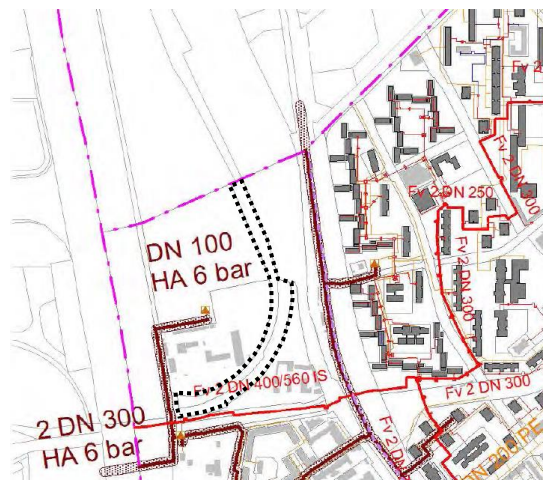 Fv 2
Fv 2 DN 300
Fv 2 DN 250
DN 100
HA 6 bar
Fv 2 DN 300
Fv 2 DN 400/560 IS
Fv 2 DN 300
2 DN 300
HA 6 bar
Fv 2 DN
DN 200 PE